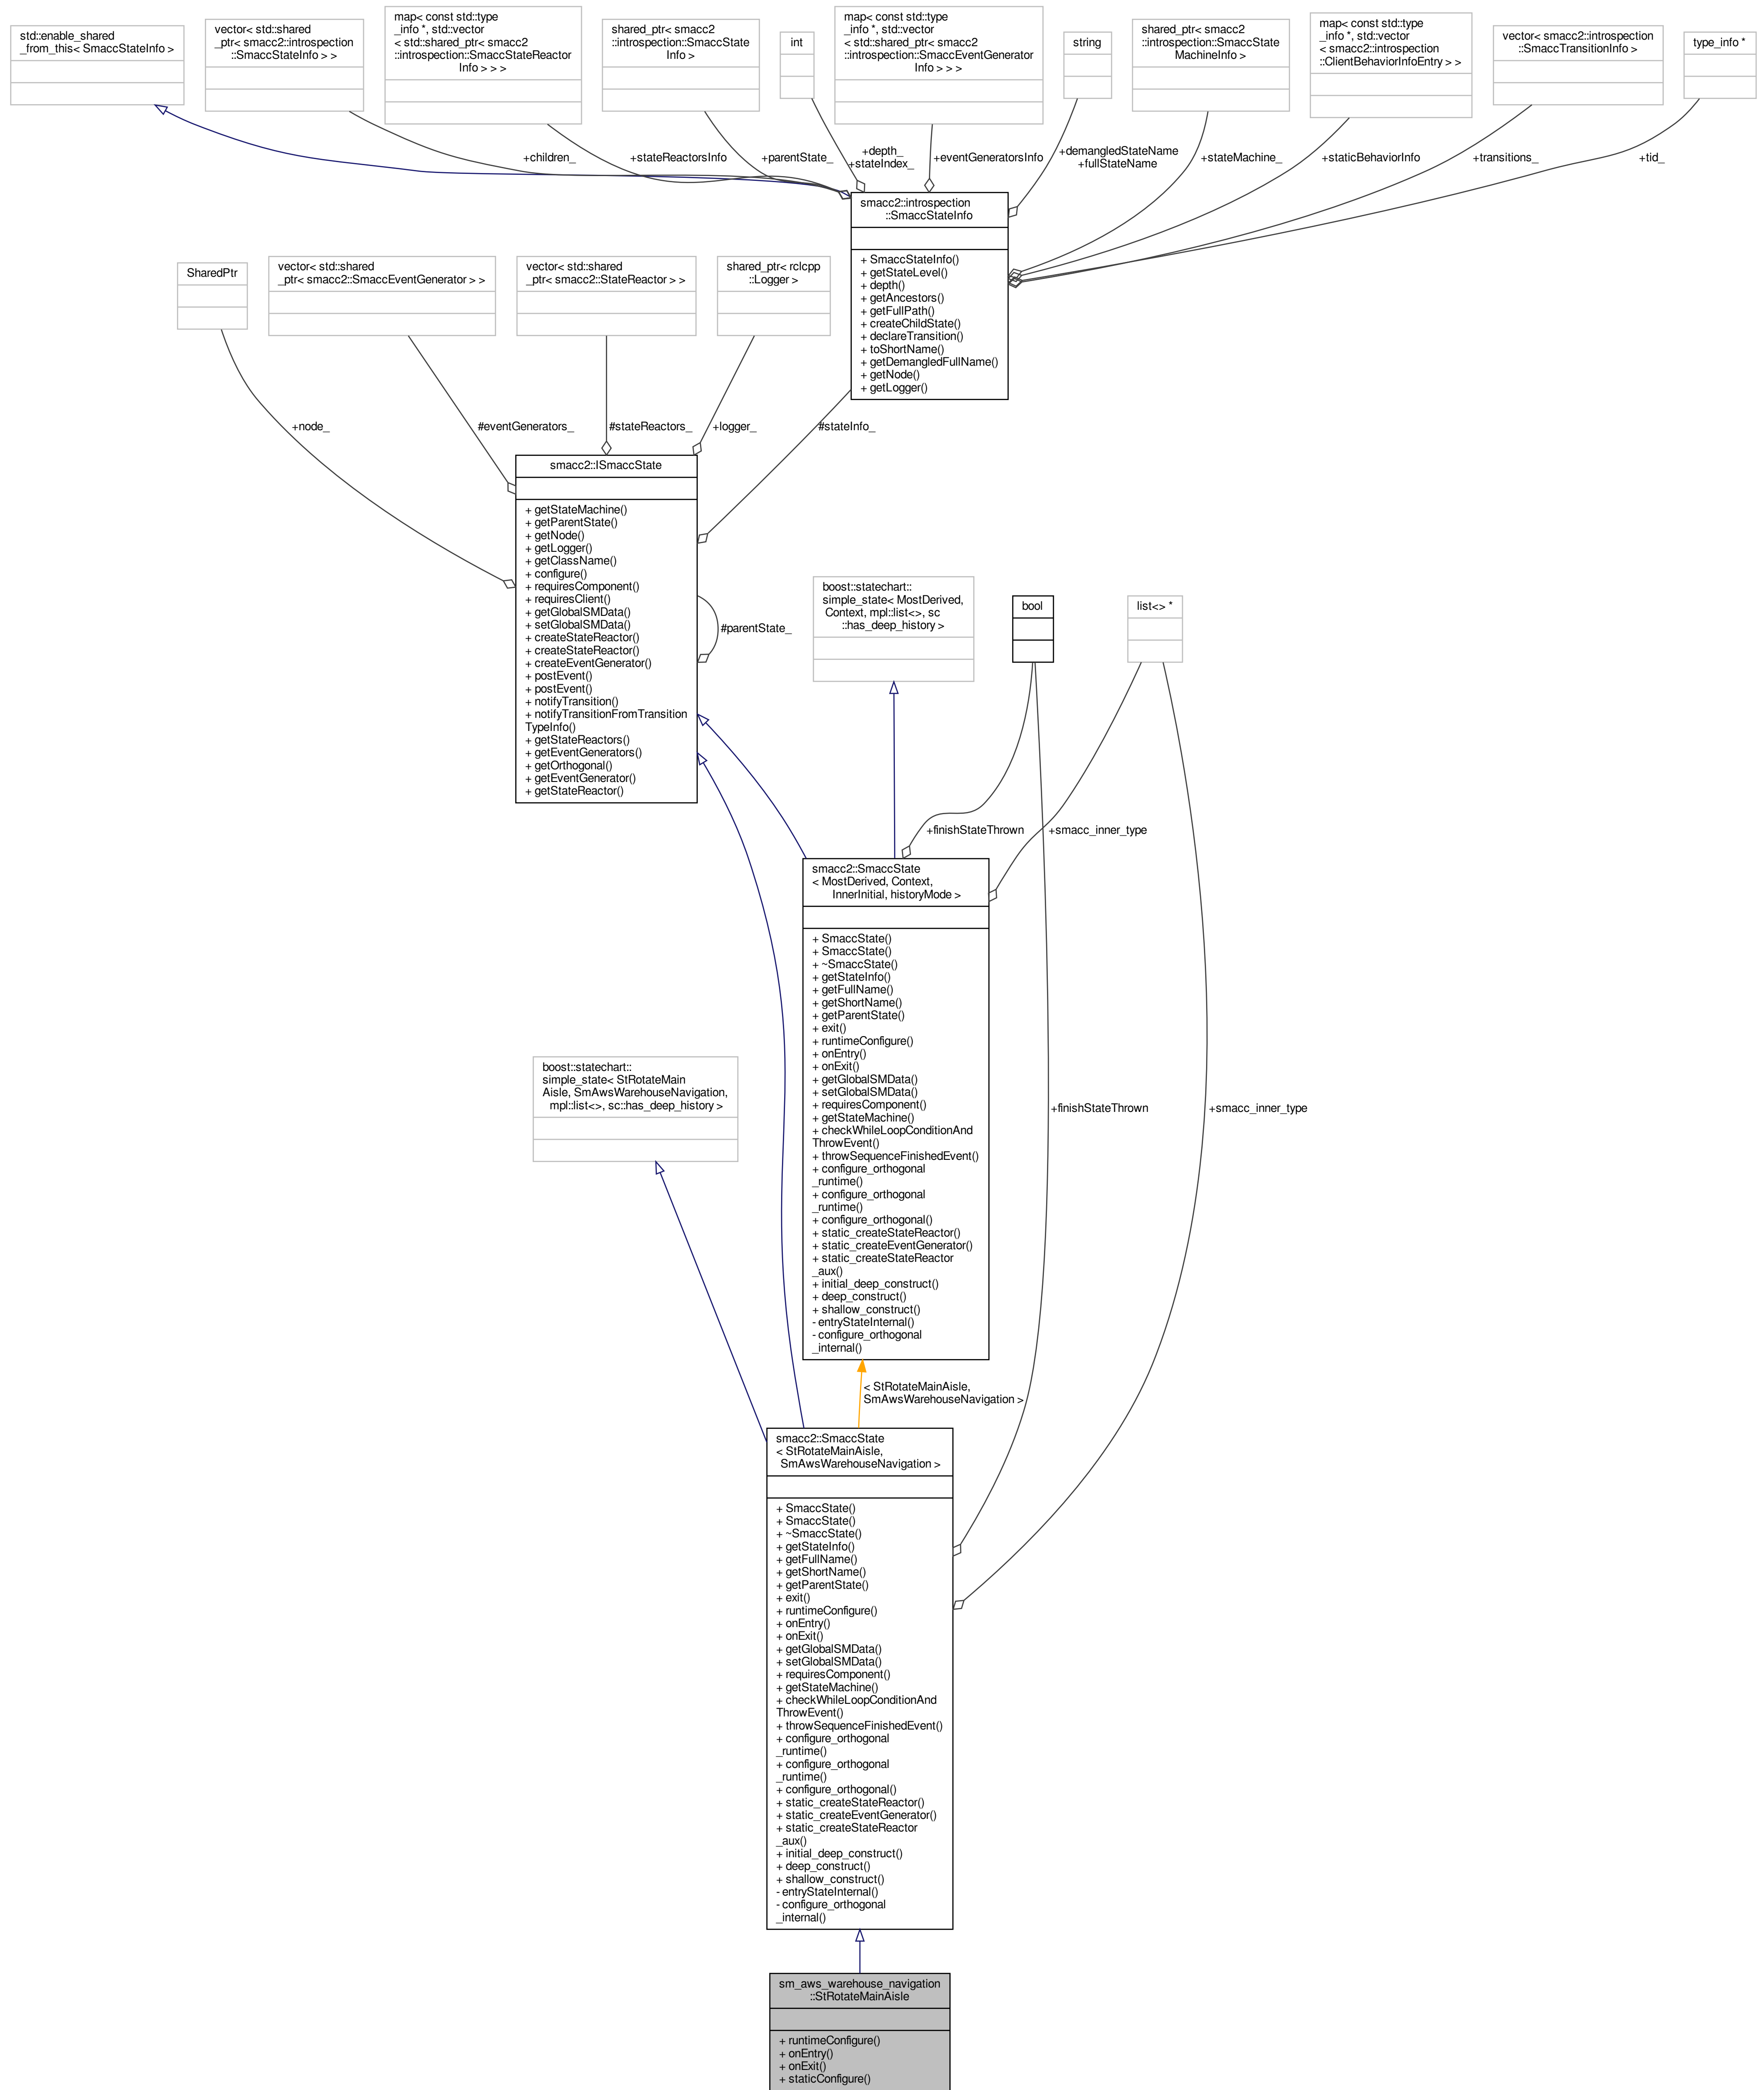 std::enable_shared
_from_this< SmaccStateInfo >
vector< std::shared
_ptr< smacc2::introspection
::SmaccStateInfo > >
map< const std::type
_info *, std::vector
< std::shared_ptr< smacc2
::introspection::SmaccStateReactor
Info > > >
shared_ptr< smacc2
::introspection::SmaccState
Info >
int
map< const std::type
_info *, std::vector
< std::shared_ptr< smacc2
::introspection::SmaccEventGenerator
Info > > >
string
shared_ptr< smacc2
::introspection::SmaccState
MachineInfo >
map< const std::type
_info *, std::vector
< smacc2::introspection
::ClientBehaviorInfoEntry > >
vector< smacc2::introspection
::SmaccTransitionInfo >
type_info *
+children_
+stateReactorsInfo
+parentState_
+depth_
+stateIndex_
+eventGeneratorsInfo
+demangledStateName
+fullStateName
+stateMachine_
+staticBehaviorInfo
+transitions_
+tid_
smacc2::introspection
::SmaccStateInfo
+ SmaccStateInfo()
+ getStateLevel()
+ depth()
+ getAncestors()
+ getFullPath()
+ createChildState()
+ declareTransition()
+ toShortName()
+ getDemangledFullName()
+ getNode()
+ getLogger()
SharedPtr
vector< std::shared
_ptr< smacc2::SmaccEventGenerator > >
vector< std::shared
_ptr< smacc2::StateReactor > >
shared_ptr< rclcpp
::Logger >
+node_
#eventGenerators_
#stateReactors_
+logger_
#stateInfo_
smacc2::ISmaccState
+ getStateMachine()
+ getParentState()
+ getNode()
+ getLogger()
+ getClassName()
+ configure()
+ requiresComponent()
+ requiresClient()
+ getGlobalSMData()
+ setGlobalSMData()
+ createStateReactor()
+ createStateReactor()
+ createEventGenerator()
+ postEvent()
+ postEvent()
+ notifyTransition()
+ notifyTransitionFromTransition
TypeInfo()
+ getStateReactors()
+ getEventGenerators()
+ getOrthogonal()
+ getEventGenerator()
+ getStateReactor()
#parentState_
boost::statechart::
simple_state< MostDerived,
Context, mpl::list<>, sc
::has_deep_history >
bool
list<> *
+finishStateThrown
+smacc_inner_type
smacc2::SmaccState
< MostDerived, Context,
InnerInitial, historyMode >
+ SmaccState()
+ SmaccState()
+ ~SmaccState()
+ getStateInfo()
+ getFullName()
+ getShortName()
+ getParentState()
+ exit()
+ runtimeConfigure()
+ onEntry()
+ onExit()
+ getGlobalSMData()
+ setGlobalSMData()
+ requiresComponent()
+ getStateMachine()
+ checkWhileLoopConditionAnd
ThrowEvent()
+ throwSequenceFinishedEvent()
+ configure_orthogonal
_runtime()
+ configure_orthogonal
_runtime()
+ configure_orthogonal()
+ static_createStateReactor()
+ static_createEventGenerator()
+ static_createStateReactor
_aux()
+ initial_deep_construct()
+ deep_construct()
+ shallow_construct()
- entryStateInternal()
- configure_orthogonal
_internal()
boost::statechart::
simple_state< StRotateMain
Aisle, SmAwsWarehouseNavigation,
mpl::list<>, sc::has_deep_history >
+finishStateThrown
+smacc_inner_type
< StRotateMainAisle,
SmAwsWarehouseNavigation >
smacc2::SmaccState
< StRotateMainAisle,
SmAwsWarehouseNavigation >
+ SmaccState()
+ SmaccState()
+ ~SmaccState()
+ getStateInfo()
+ getFullName()
+ getShortName()
+ getParentState()
+ exit()
+ runtimeConfigure()
+ onEntry()
+ onExit()
+ getGlobalSMData()
+ setGlobalSMData()
+ requiresComponent()
+ getStateMachine()
+ checkWhileLoopConditionAnd
ThrowEvent()
+ throwSequenceFinishedEvent()
+ configure_orthogonal
_runtime()
+ configure_orthogonal
_runtime()
+ configure_orthogonal()
+ static_createStateReactor()
+ static_createEventGenerator()
+ static_createStateReactor
_aux()
+ initial_deep_construct()
+ deep_construct()
+ shallow_construct()
- entryStateInternal()
- configure_orthogonal
_internal()
sm_aws_warehouse_navigation
::StRotateMainAisle
+ runtimeConfigure()
+ onEntry()
+ onExit()
+ staticConfigure()